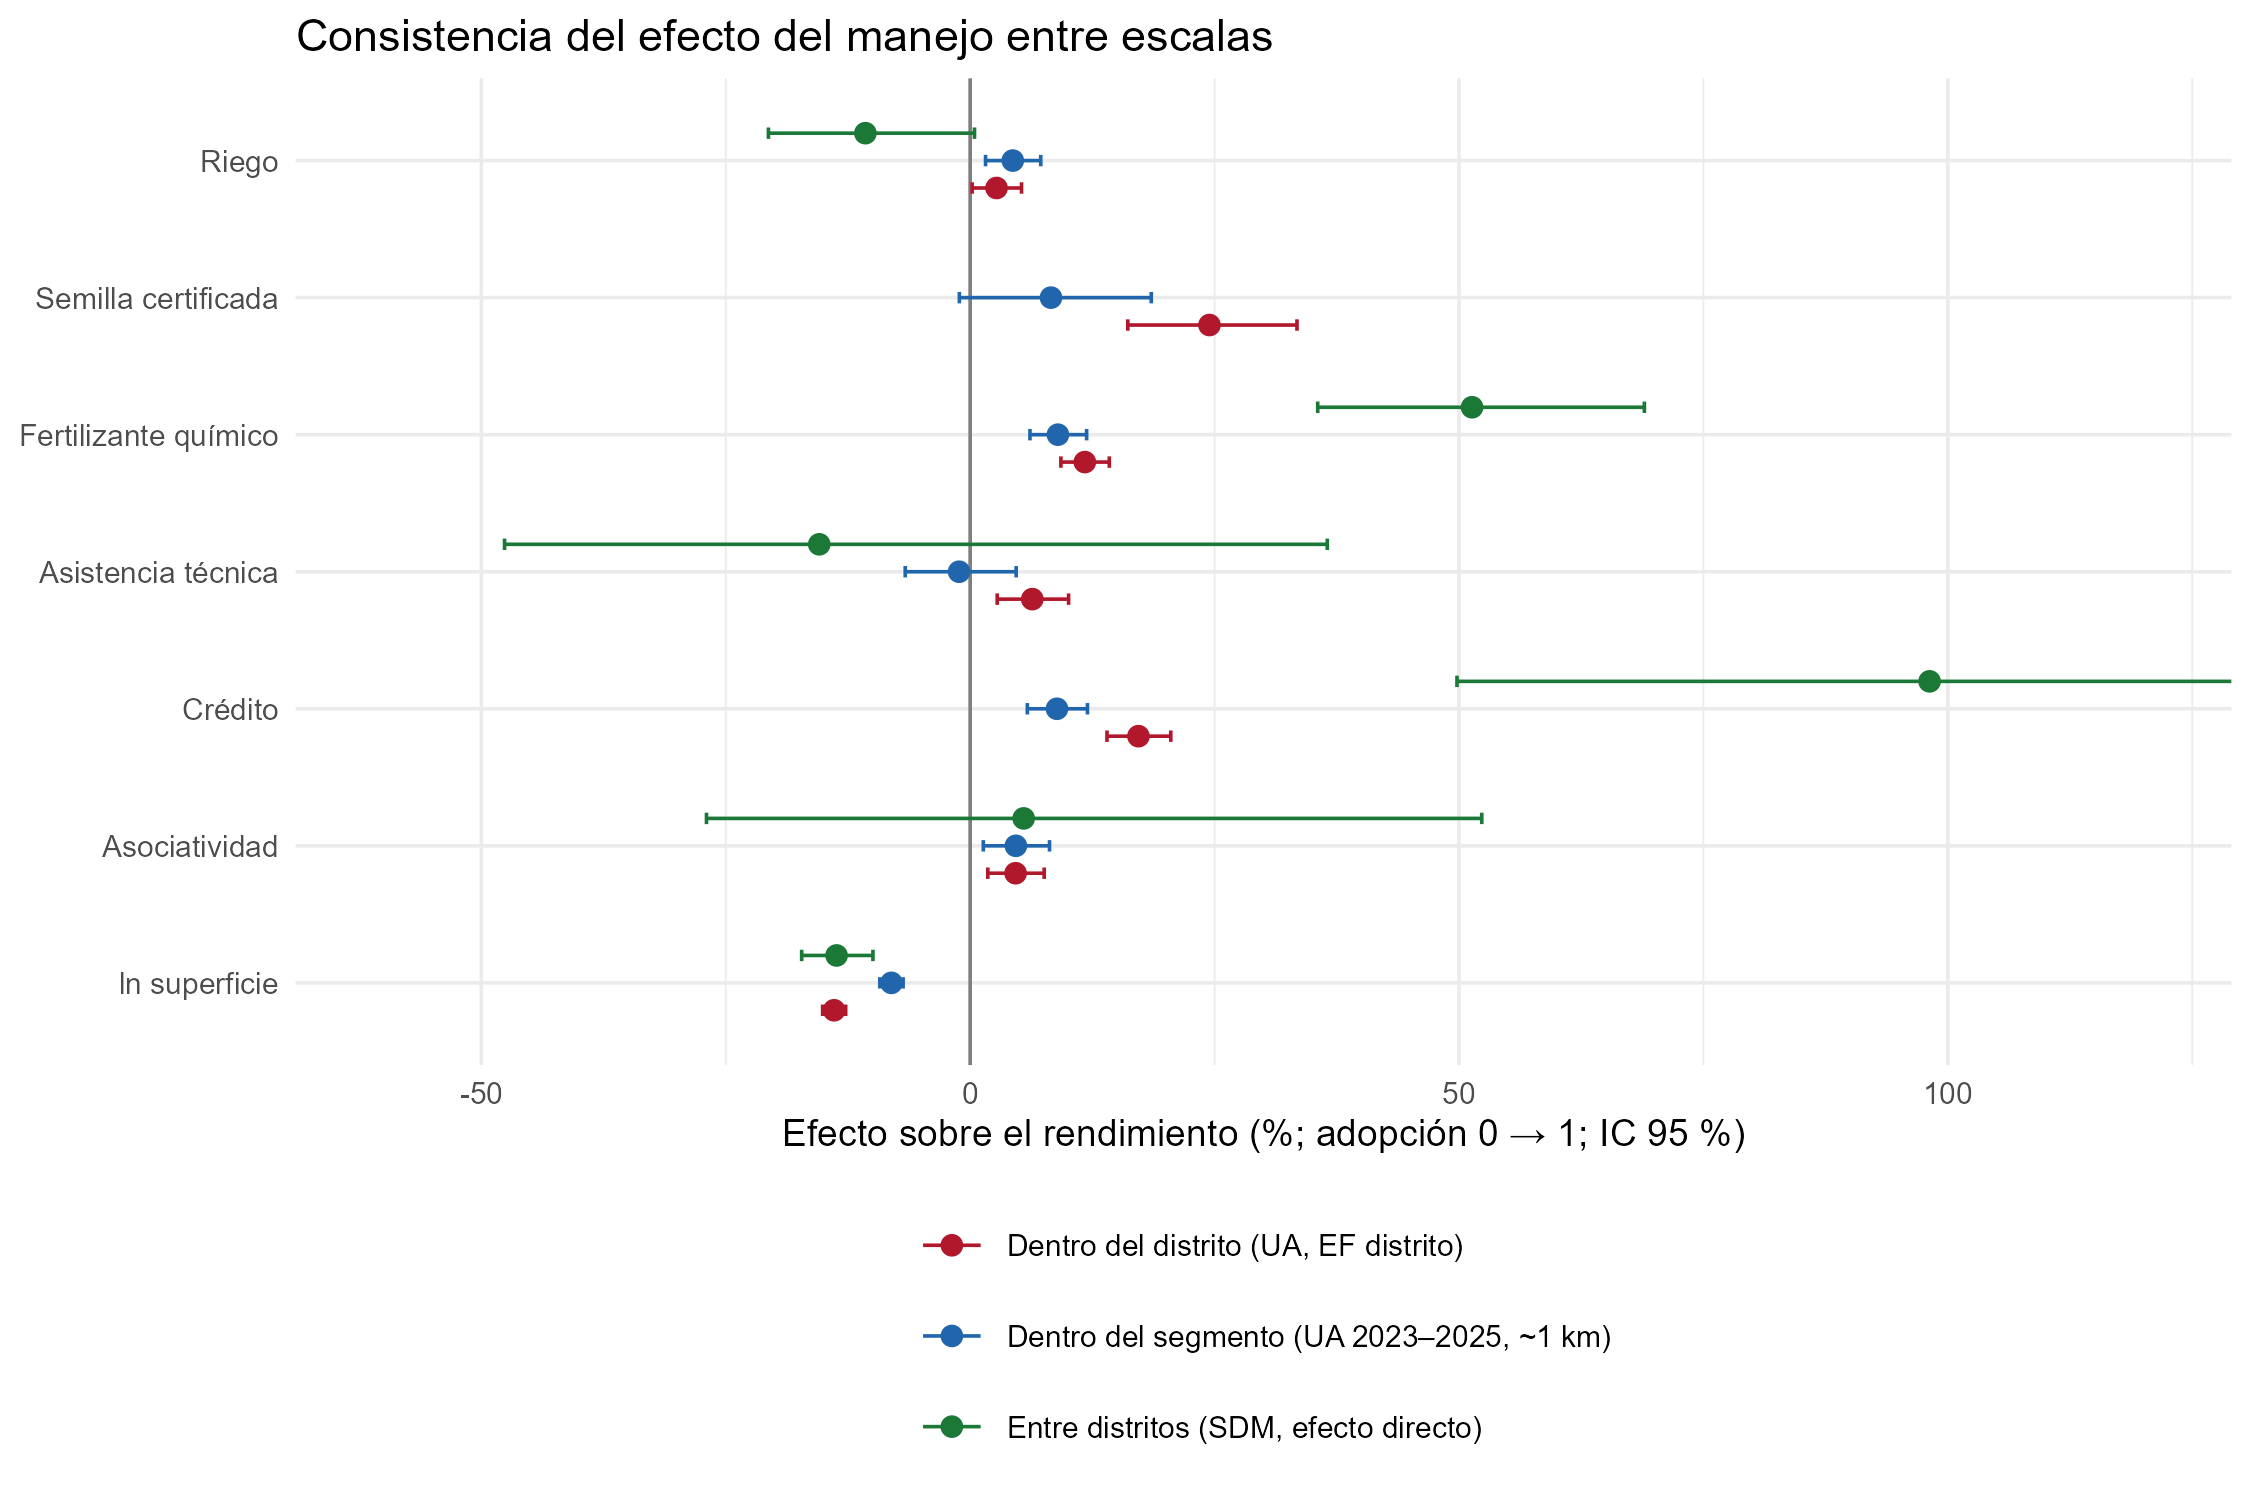 Consistencia del efecto del manejo entre escalas
Riego
Semilla certificada
Fertilizante químico
Asistencia técnica
Crédito
Asociatividad
ln superficie
-50 0 50 100
Efecto sobre el rendimiento (%; adopción 0 → 1; IC 95 %)
Dentro del distrito (UA, EF distrito)
Dentro del segmento (UA 2023–2025, ~1 km)
Entre distritos (SDM, efecto directo)